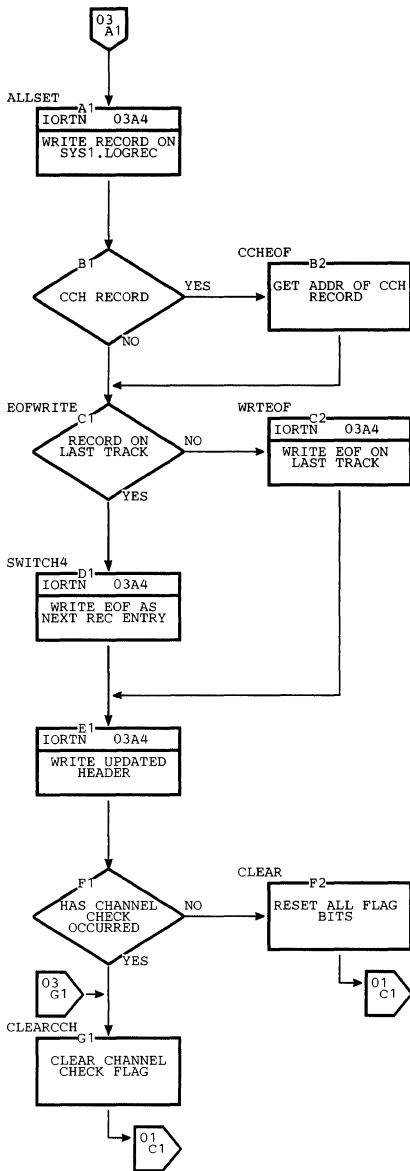 03
A1
ALLSET
A1
IORTN 03A4
WRITE RECORD ON
SYS1.LOGREC
B1
CCH RECORD
YES
NO
CCHEOF
B2
GET ADDR OF CCH
RECORD
EOFWRITE
C1
RECORD ON
LAST TRACK
NO
YES
WRTEOF
C2
IORTN 03A4
WRITE EOF ON
LAST TRACK
SWITCH4
D1
IORTN 03A4
WRITE EOF AS
NEXT REC ENTRY
E1
IORTN 03A4
WRITE UPDATED
HEADER
F1
HAS CHANNEL
CHECK
OCCURRED
NO
YES
CLEAR
F2
RESET ALL FLAG
BITS
01
C1
03
G1
CLEARCCH
G1
CLEAR CHANNEL
CHECK FLAG
01
C1